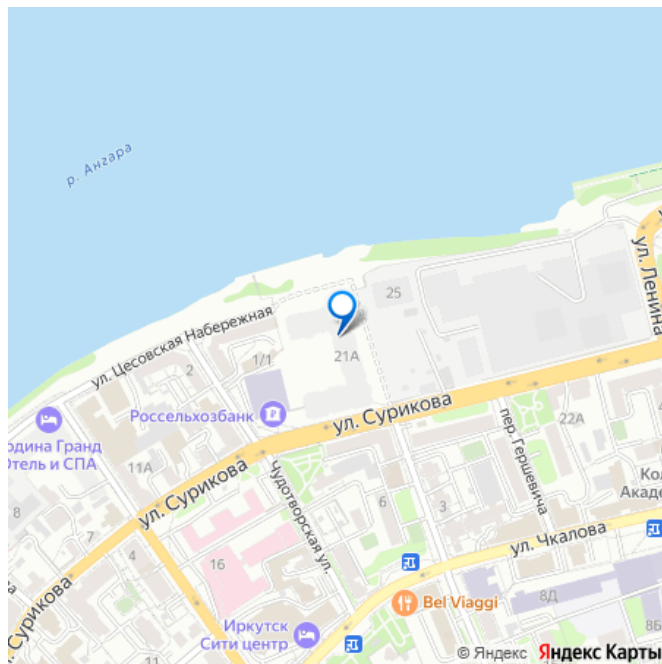 р. Ангара
ул. Ленина
25
ул. Цесовская Набережная
2
1/1
21А
Россельхозбанк
ул. Сурикова
22А
пер. Гершевича
одина Гранд
Отель и СПА
11А
ул. Сурикова
Чудотворская ул.
8
7
4
6
3
Кол
Акаде
ул. Чкалова
16
Bel Viaggi
8Д
8Б
Иркутск
Сити центр
. Сурикова
11
© Яндекс Яндекс Карты